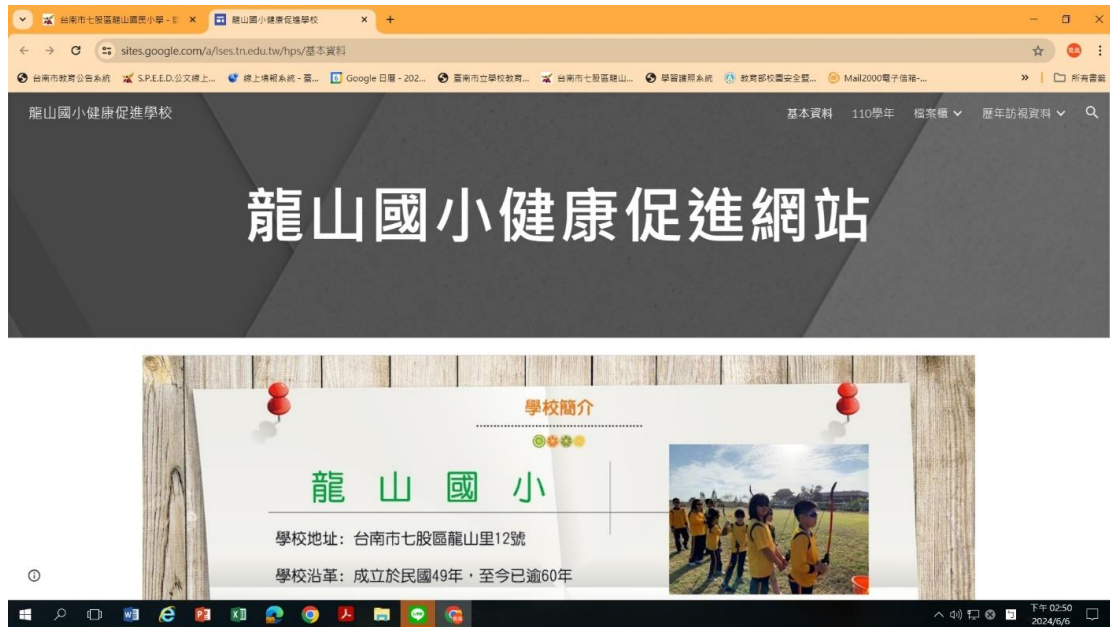 台南市七股區龍山國民小學 -
龍山國小健康促進學校
sites.google.com/a/lses.tn.edu.tw/hps/基本資料
台南市教育公告系統
S.P.E.E.D.公文線上...
線上填報系統 - 臺...
Google 日曆 - 202...
臺南市立學校教育...
台南市七股區龍山...
學習護照系統
教育部校園安全暨...
Mail2000電子信箱-...
所有書籤
龍山國小健康促進學校
基本資料
110學年
檔案櫃
歷年訪視資料
龍山國小健康促進網站
學校簡介
龍山國小
學校地址: 台南市七股區龍山里12號
學校沿革: 成立於民國49年，至今已逾60年
下午 02:50
2024/6/6